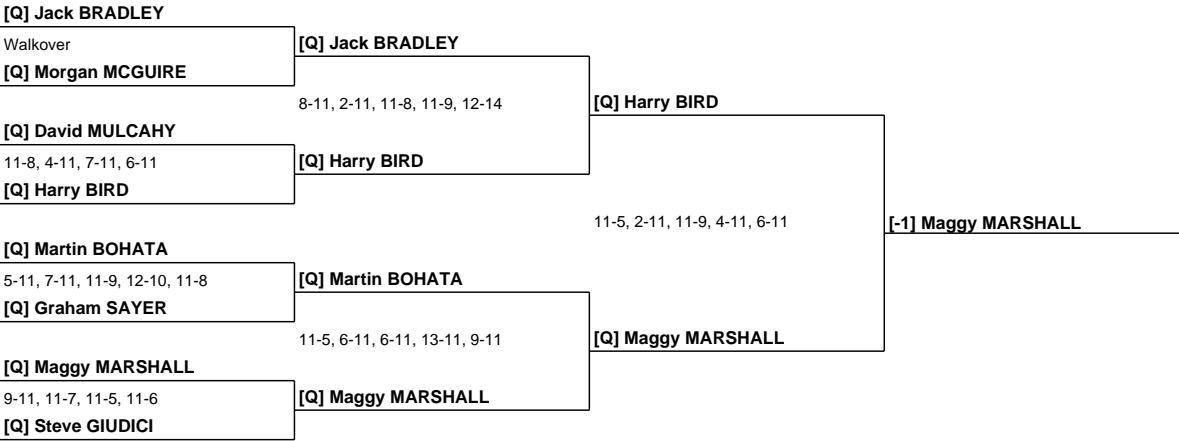 [Q] Jack BRADLEY
Walkover
[Q] Morgan MCGUIRE
[Q] Jack BRADLEY
8-11, 2-11, 11-8, 11-9, 12-14
[Q] David MULCAHY
11-8, 4-11, 7-11, 6-11
[Q] Harry BIRD
[Q] Harry BIRD
[Q] Harry BIRD
11-5, 2-11, 11-9, 4-11, 6-11
[-1] Maggy MARSHALL
[Q] Martin BOHATA
5-11, 7-11, 11-9, 12-10, 11-8
[Q] Graham SAYER
[Q] Martin BOHATA
11-5, 6-11, 6-11, 13-11, 9-11
[Q] Maggy MARSHALL
[Q] Maggy MARSHALL
9-11, 11-7, 11-5, 11-6
[Q] Steve GIUDICI
[Q] Maggy MARSHALL